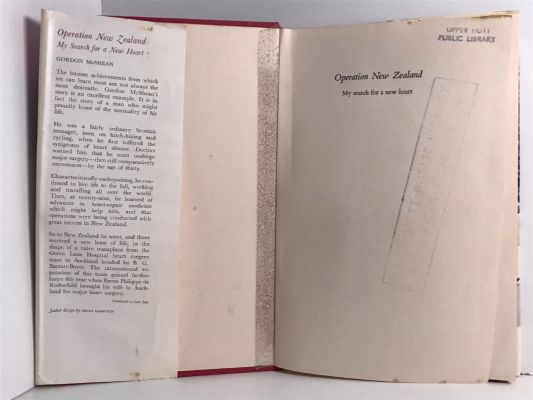 Operation New Zealand:
My Search for a New Heart
GORDON McSHEAN
The human achievements from which
we can learn most are not always the
most dramatic. Gordon McShean's
story is an excellent example. It is in
fact the story of a man who might
proudly boast of the normality of his
life.
He was a fairly ordinary Scottish
teenager, keen on hitch-hiking and
cycling, when he first suffered the
symptoms of heart disease. Doctors
warned him that he must undergo
major surgery—then still comparatively
uncommon—by the age of thirty.
Characteristically undespairing, he con-
tinued to live life to the full, working
and travelling all over the world.
Then, at twenty-nine, he learned of
advances in heart-repair medicine
which might help him, and that
operations were being conducted with
great success in New Zealand.
So to New Zealand he went, and there
received a new lease of life, in the
shape of a valve transplant from the
Green Lane Hospital heart surgery
team in Auckland headed by B. G.
Barratt-Boyes. The international re-
putation of this team gained further
lustre this year when Baron Philippe de
Rothschild brought his wife to Auck-
land for major heart surgery.
(Continued on back flap)
Jacket design by
UPPER HUTT
PUBLIC LIBRARY
Operation New Zealand
My search for a new heart
HUTT PUBLIC